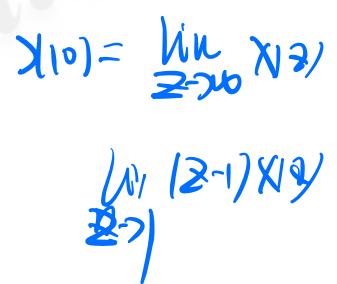 x(0) = lim z→∞ X(z)
lim z→1 (z-1) X(z)